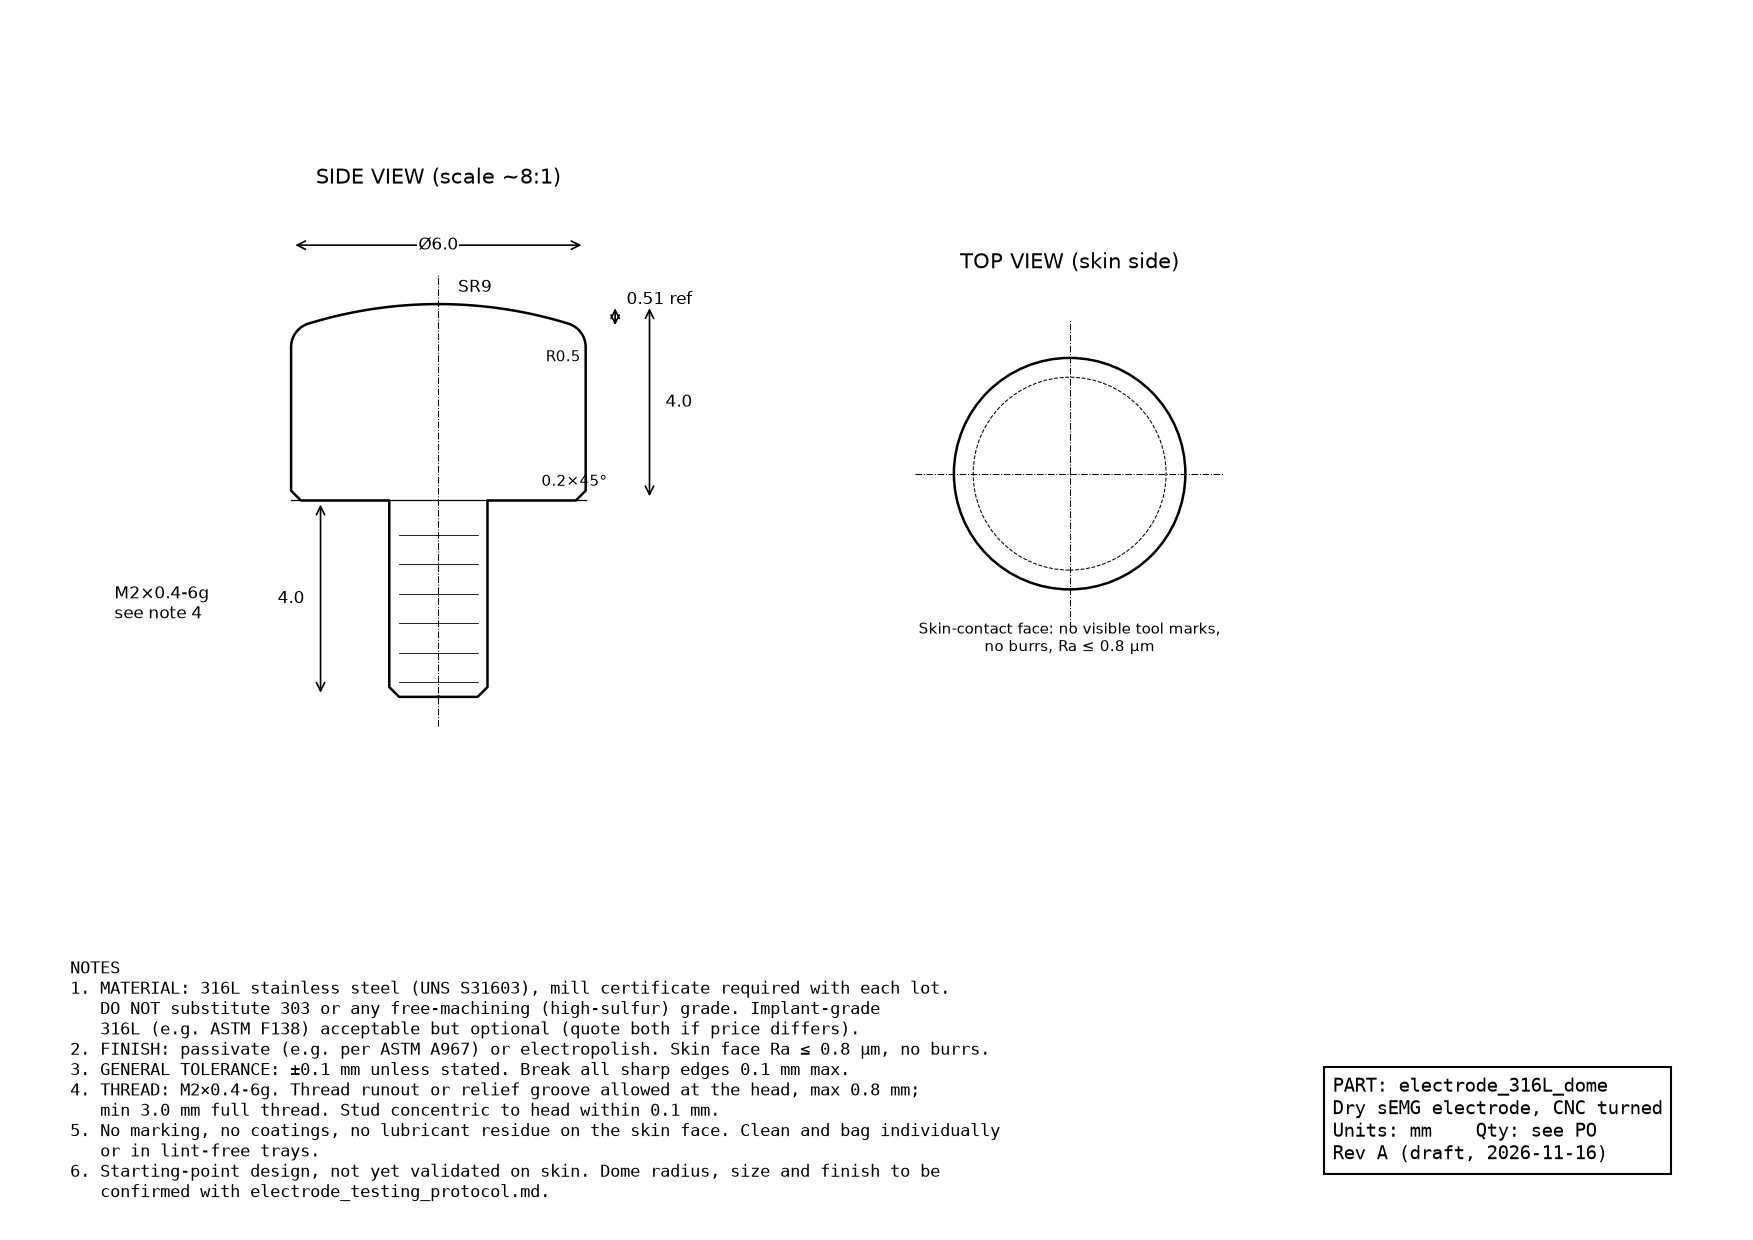 SIDE VIEW (scale ~8:1)
Ø6.0
SR9
0.51 ref
R0.5
4.0
0.2×45°
M2×0.4-6g
see note 4
4.0
TOP VIEW (skin side)
Skin-contact face: no visible tool marks,
no burrs, Ra ≤ 0.8 µm
NOTES
1. MATERIAL: 316L stainless steel (UNS S31603), mill certificate required with each lot.
DO NOT substitute 303 or any free-machining (high-sulfur) grade. Implant-grade
316L (e.g. ASTM F138) acceptable but optional (quote both if price differs).
2. FINISH: passivate (e.g. per ASTM A967) or electropolish. Skin face Ra ≤ 0.8 µm, no burrs.
3. GENERAL TOLERANCE: ±0.1 mm unless stated. Break all sharp edges 0.1 mm max.
4. THREAD: M2×0.4-6g. Thread runout or relief groove allowed at the head, max 0.8 mm;
min 3.0 mm full thread. Stud concentric to head within 0.1 mm.
5. No marking, no coatings, no lubricant residue on the skin face. Clean and bag individually
or in lint-free trays.
6. Starting-point design, not yet validated on skin. Dome radius, size and finish to be
confirmed with electrode_testing_protocol.md.
PART: electrode_316L_dome
Dry sEMG electrode, CNC turned
Units: mm    Qty: see PO
Rev A (draft, 2026-11-16)